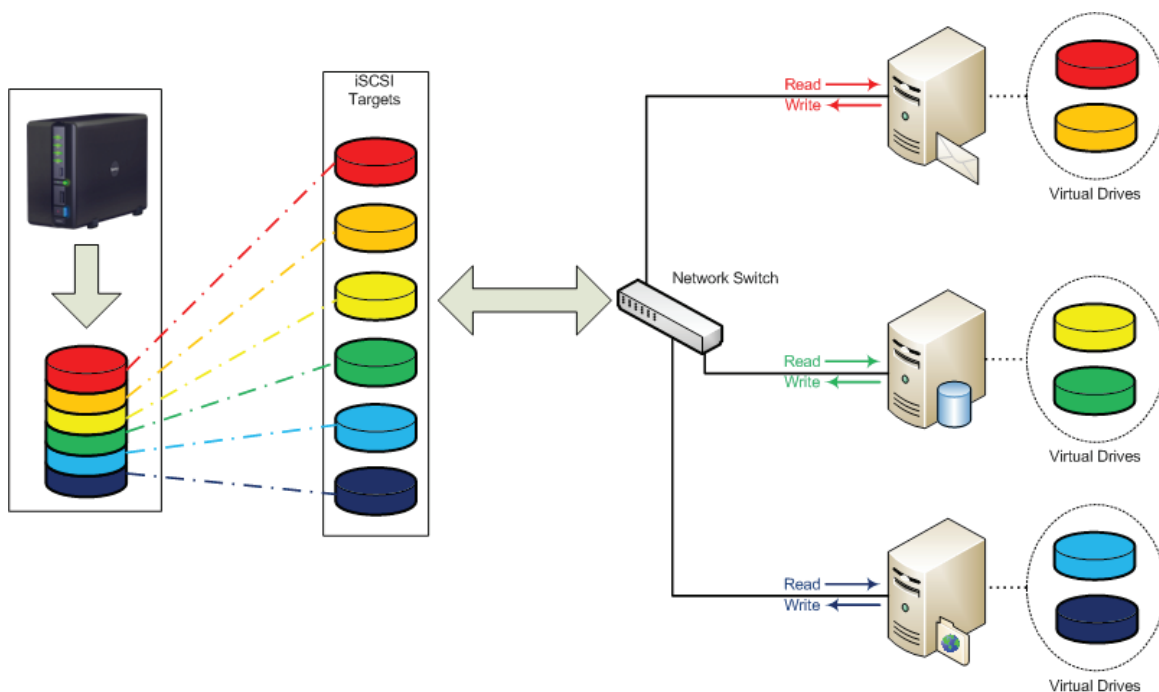 iSCSI
Targets
Read
Write
Virtual Drives
Network Switch
Read
Write
Virtual Drives
Read
Write
Virtual Drives